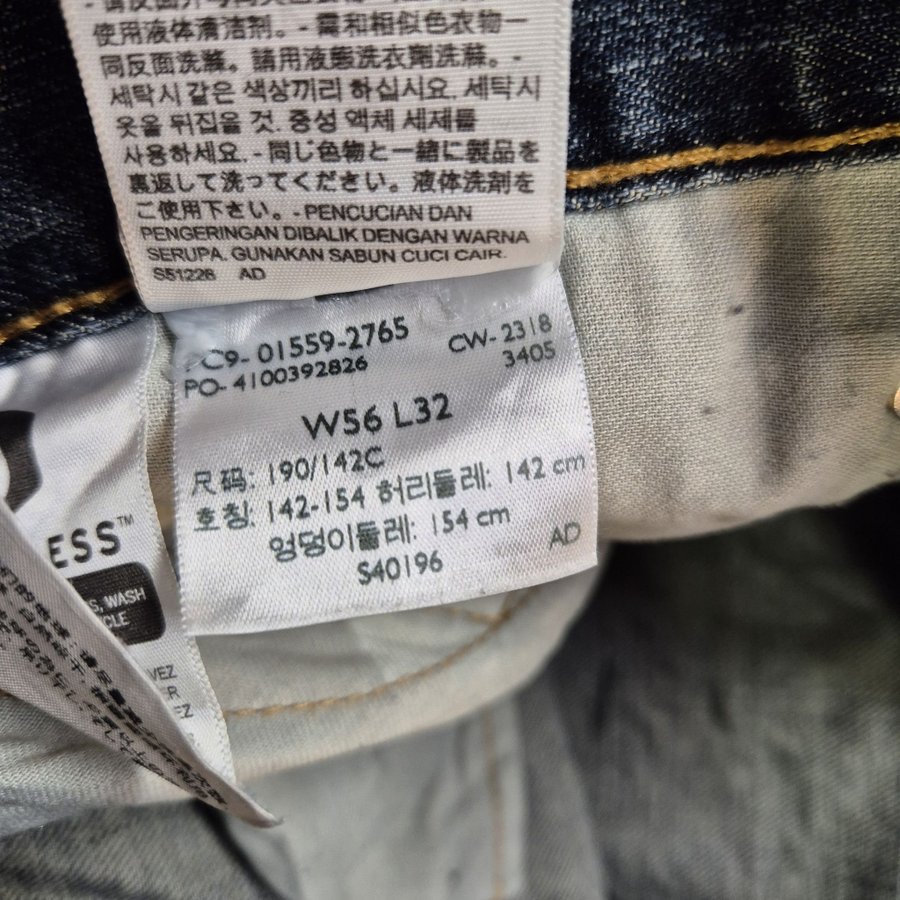 使用液体清洁剂。- 需和相似色衣物一
同反面洗滌。請用液態洗衣劑洗滌。-
세탁시 같은 색상끼리 하십시요. 세탁시
옷을 뒤집을 것. 중성 액체 세제를
사용하세요. - 同じ色物と一緒に製品を
裏返して洗ってください。液体洗剤を
ご使用下さい。- PENCUCIAN DAN
PENGERINGAN DIBALIK DENGAN WARNA
SERUPA. GUNAKAN SABUN CUCI CAIR.
S51226 AD
PC9- 01559-2765 CW- 2318
PO- 4100392826 3405
W56 L32
尺码: 190/142C
호칭: 142-154 허리둘레: 142 cm
엉덩이둘레: 154 cm
S40196 AD
ESS™
WASH